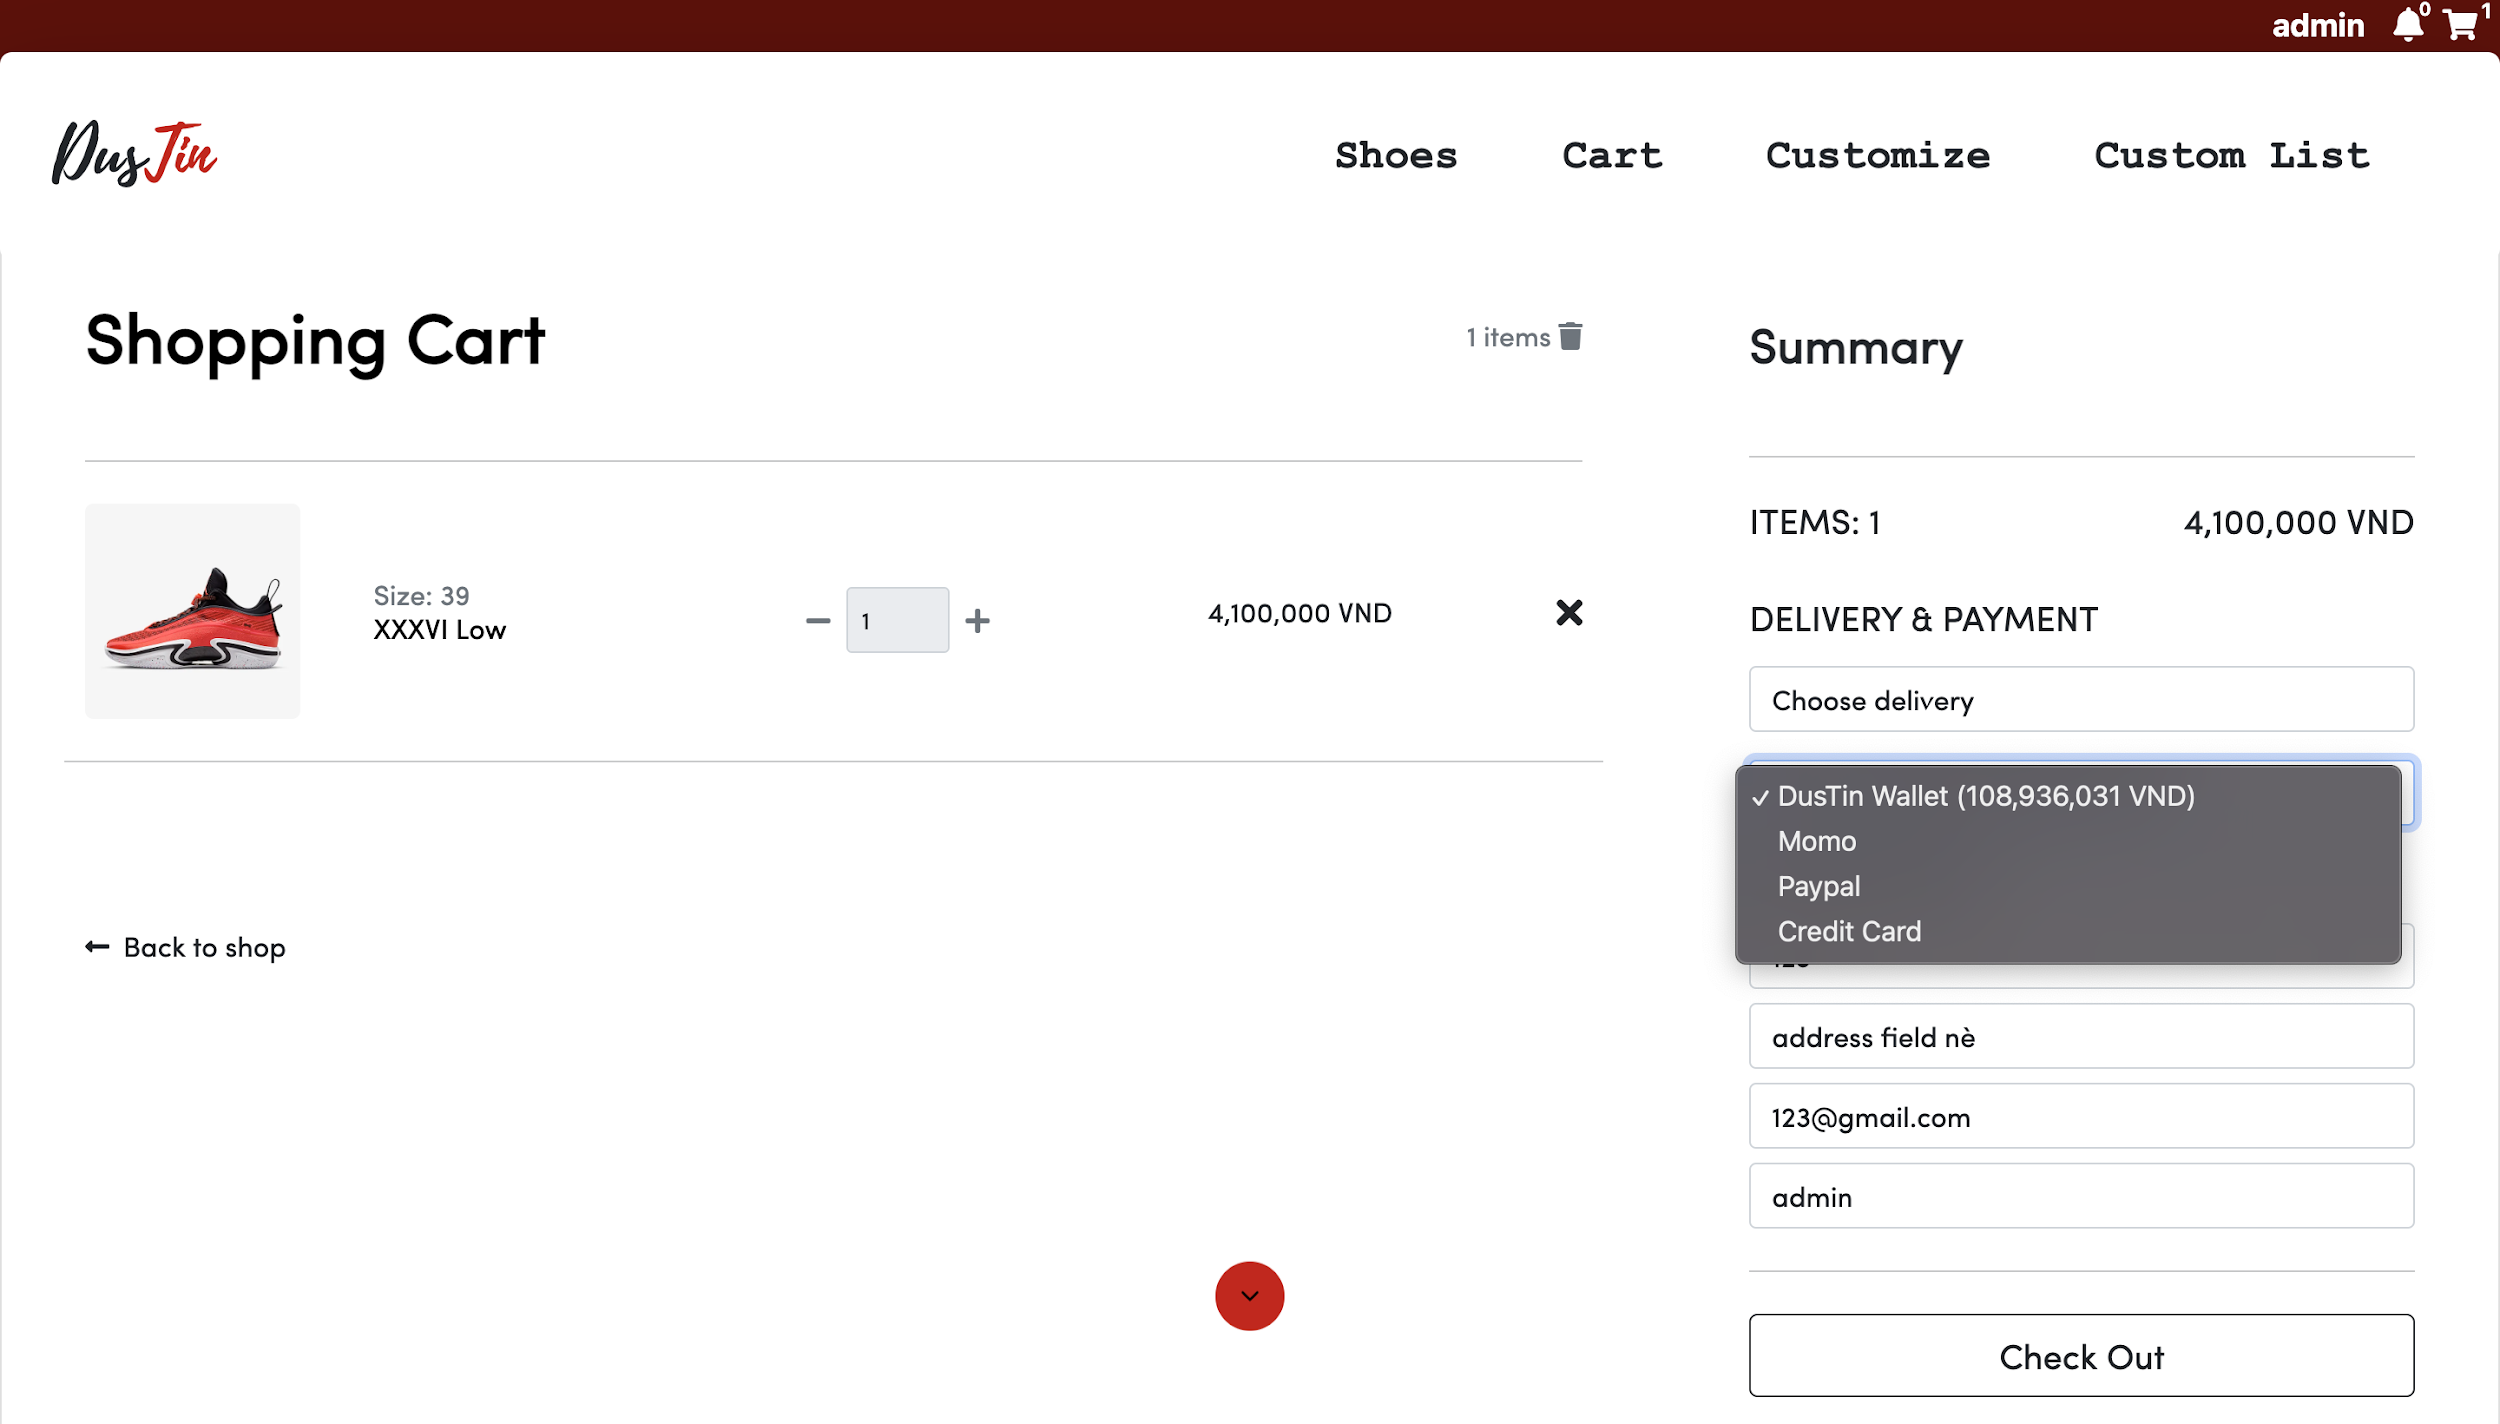 admin 0 1
DusTin
Shoes Cart Customize Custom List
Shopping Cart
1 items
Size: 39
XXXVI Low
1
4,100,000 VND
Back to shop
Summary
ITEMS: 1 4,100,000 VND
DELIVERY & PAYMENT
Choose delivery
✓ DusTin Wallet (108,936,031 VND)
Momo
Paypal
Credit Card
address field nè
123@gmail.com
admin
Check Out